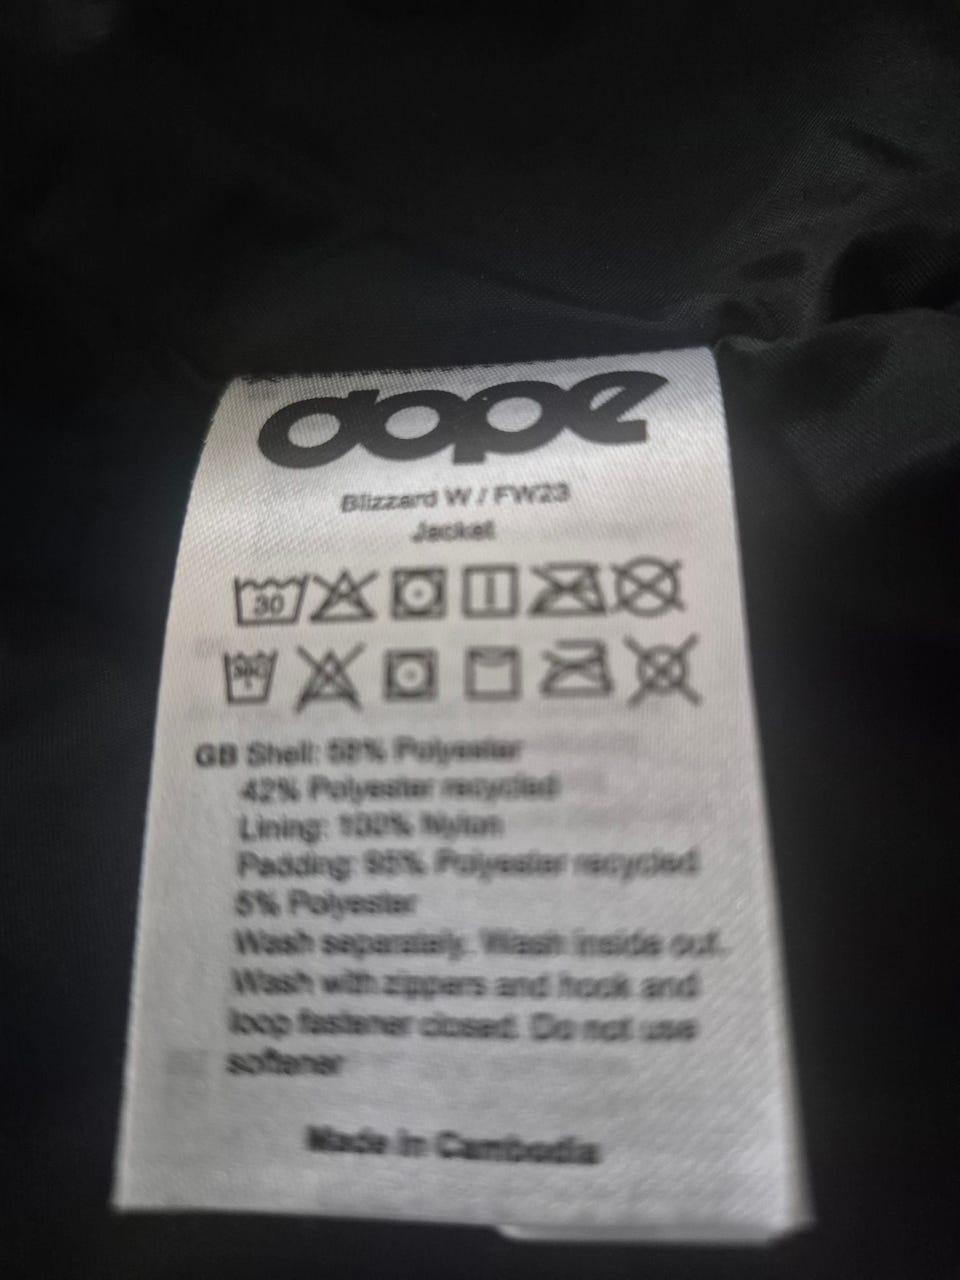 dope
Blizzard W / FW23
Jacket
30
GB Shell: 58% Polyester
42% Polyester recycled
Lining: 100% Nylon
Padding: 95% Polyester recycled
5% Polyester
Wash separately. Wash inside out.
Wash with zippers and hook and
loop fastener closed. Do not use
softener
Made in Cambodia